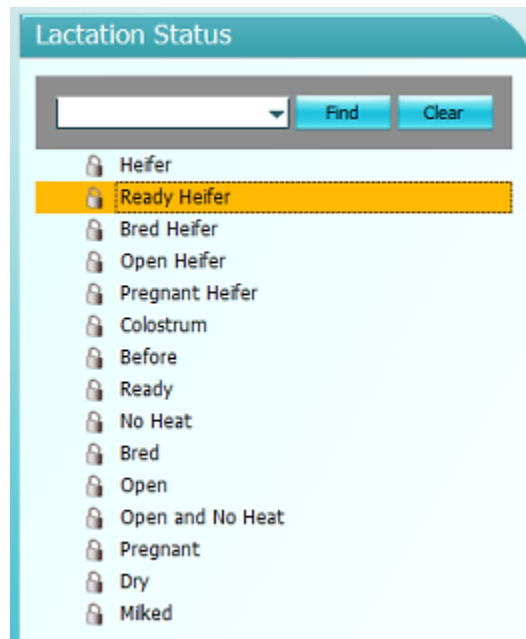 Lactation Status
Find Clear
Heifer
Ready Heifer
Bred Heifer
Open Heifer
Pregnant Heifer
Colostrum
Before
Ready
No Heat
Bred
Open
Open and No Heat
Pregnant
Dry
Milked